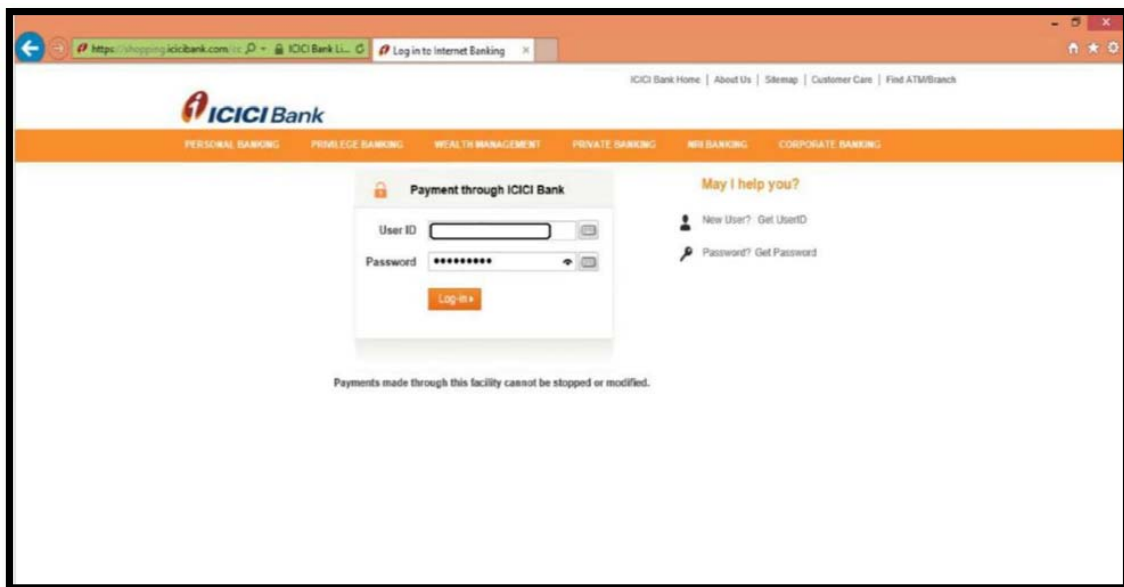 https://shopping.icicibank.com/ ICICI Bank Li... Log in to Internet Banking
ICICI Bank Home | About Us | Sitemap | Customer Care | Find ATM/Branch
ICICI Bank
PERSONAL BANKING PRIVILEGE BANKING WEALTH MANAGEMENT PRIVATE BANKING NRI BANKING CORPORATE BANKING
Payment through ICICI Bank
May I help you?
User ID
New User? Get UserID
Password •••••••••
Password? Get Password
Log-in
Payments made through this facility cannot be stopped or modified.